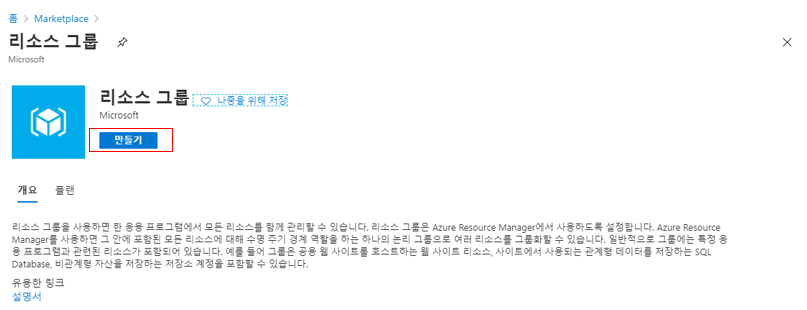 홈 > Marketplace >
리소스 그룹
Microsoft
리소스 그룹 나중을 위해 저장
Microsoft
만들기
개요 플랜
리소스 그룹을 사용하면 한 응용 프로그램에서 모든 리소스를 함께 관리할 수 있습니다. 리소스 그룹은 Azure Resource Manager에서 사용하도록 설정합니다. Azure Resource
Manager를 사용하면 그 안에 포함된 모든 리소스에 대해 수명 주기 경계 역할을 하는 하나의 논리 그룹으로 여러 리소스를 그룹화할 수 있습니다. 일반적으로 그룹에는 특정 응
용 프로그램과 관련된 리소스가 포함되어 있습니다. 예를 들어 그룹은 공용 웹 사이트를 호스트하는 웹 사이트 리소스, 사이트에서 사용되는 관계형 데이터를 저장하는 SQL
Database, 비관계형 자산을 저장하는 저장소 계정을 포함할 수 있습니다.
유용한 링크
설명서